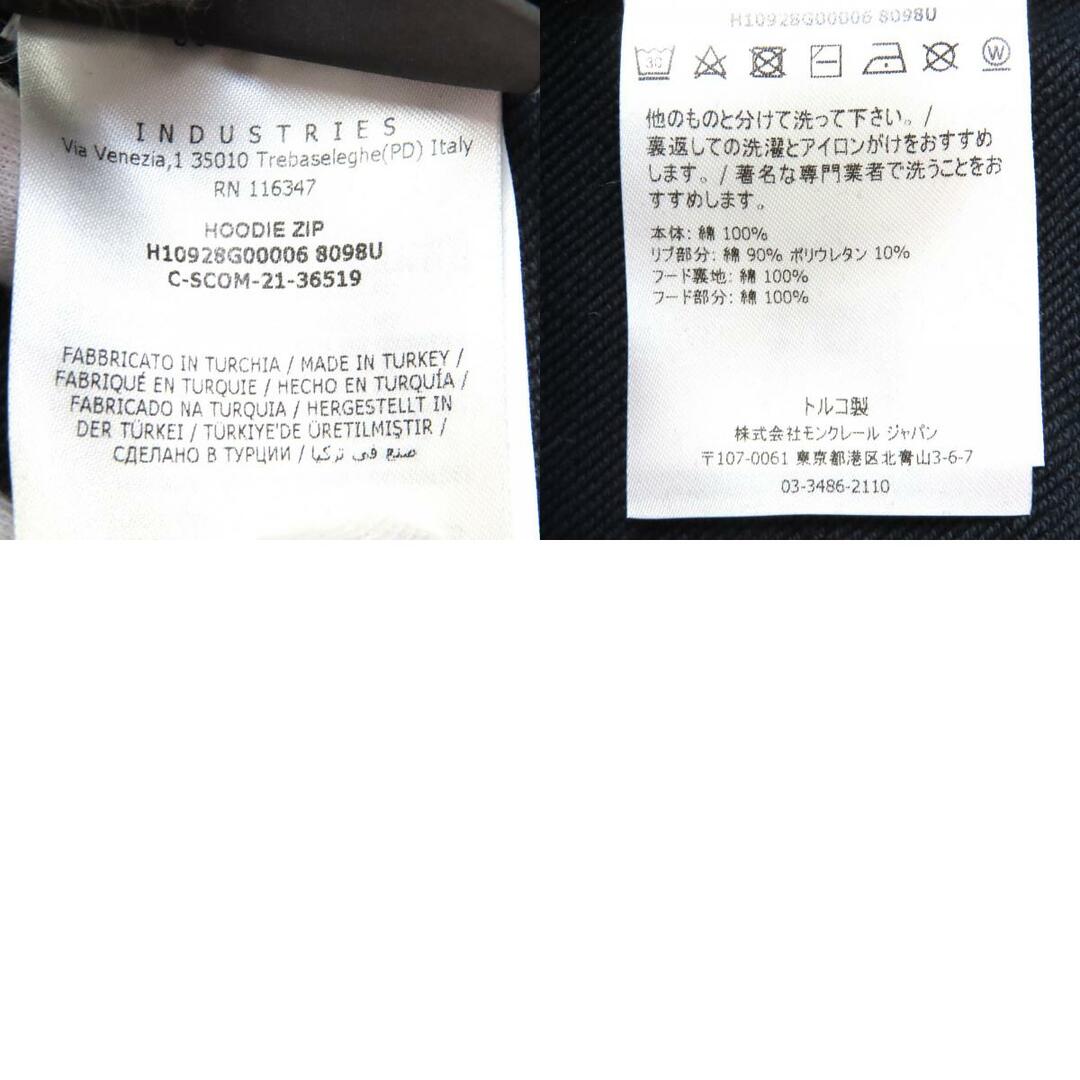 INDUSTRIES
Via Venezia,1 35010 Trebaseleghe(PD) Italy
RN 116347
HOODIE ZIP
H10928G00006 8098U
C-SCOM-21-36519
FABBRICATO IN TURCHIA / MADE IN TURKEY /
FABRIQUÉ EN TURQUIE / HECHO EN TURQUÍA /
FABRICADO NA TURQUIA / HERGESTELLT IN
DER TÜRKEI / TÜRKIYE'DE ÜRETILMIŞTIR /
СДЕЛАНО В ТУРЦИИ / صنع في تركيا
H10928G00006 8098U
30
W
他のものと分けて洗って下さい。/
裏返しての洗濯とアイロンがけをおすすめ
します。/ 著名な専門業者で洗うことをお
すすめします。
本体: 綿 100%
リブ部分: 綿 90% ポリウレタン 10%
フード裏地: 綿 100%
フード部分: 綿 100%
トルコ製
株式会社モンクレール ジャパン
〒107-0061 東京都港区北青山3-6-7
03-3486-2110